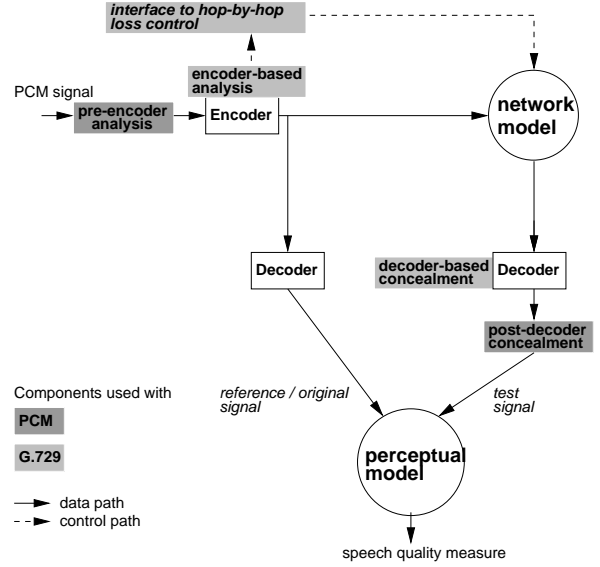 interface to hop-by-hop
loss control
encoder-based
analysis
PCM signal
pre-encoder
analysis
Encoder
network
model
Decoder
decoder-based
concealment
Decoder
post-decoder
concealment
Components used with
PCM
G.729
reference / original
signal
test
signal
perceptual
model
data path
control path
speech quality measure